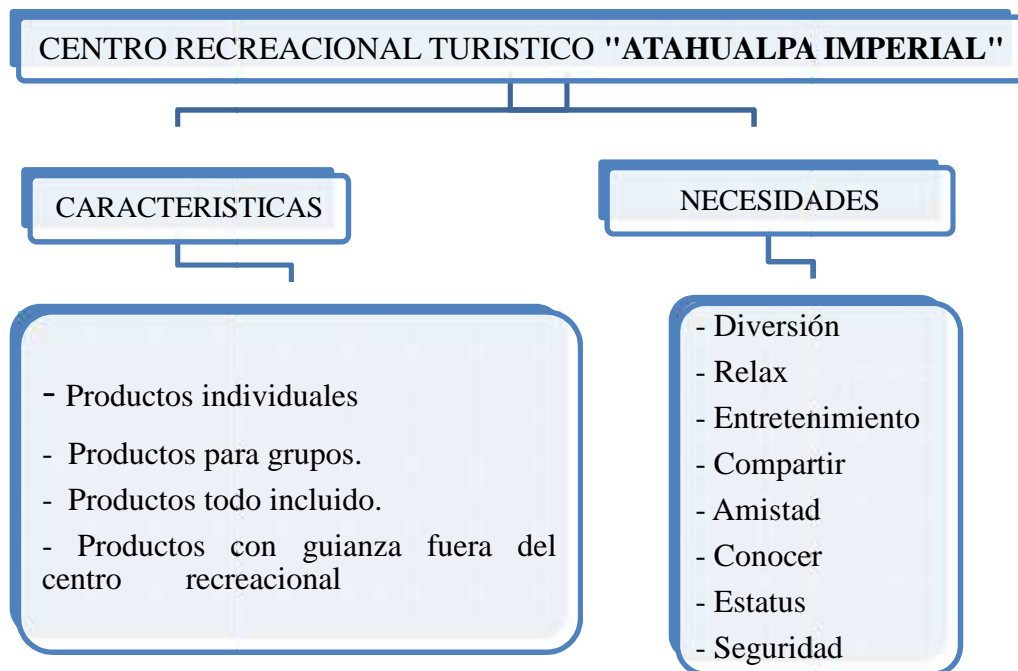 CENTRO RECREACIONAL TURISTICO "ATAHUALPA IMPERIAL"
CARACTERISTICAS
- Productos individuales
- Productos para grupos.
- Productos todo incluido.
- Productos con guianza fuera del
centro recreacional
NECESIDADES
- Diversión
- Relax
- Entretenimiento
- Compartir
- Amistad
- Conocer
- Estatus
- Seguridad